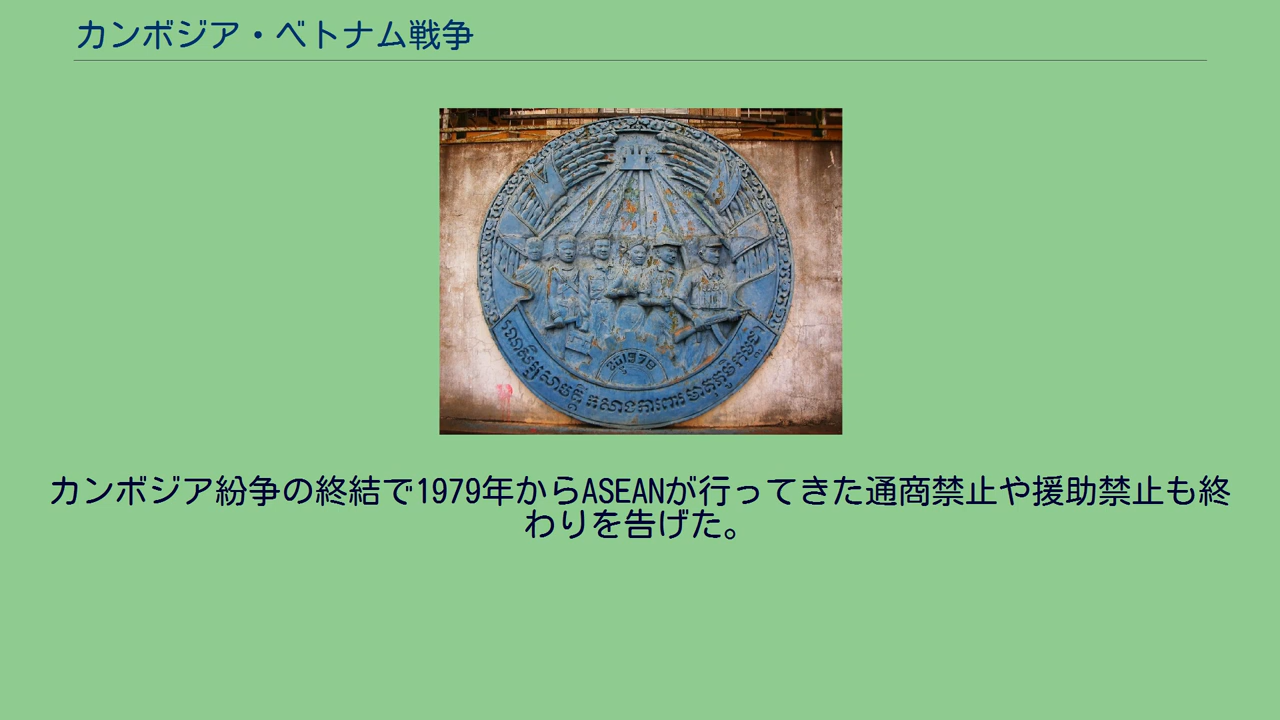 カンボジア・ベトナム戦争
カンボジア紛争の終結で1979年からASEANが行ってきた通商禁止や援助禁止も終
わりを告げた。